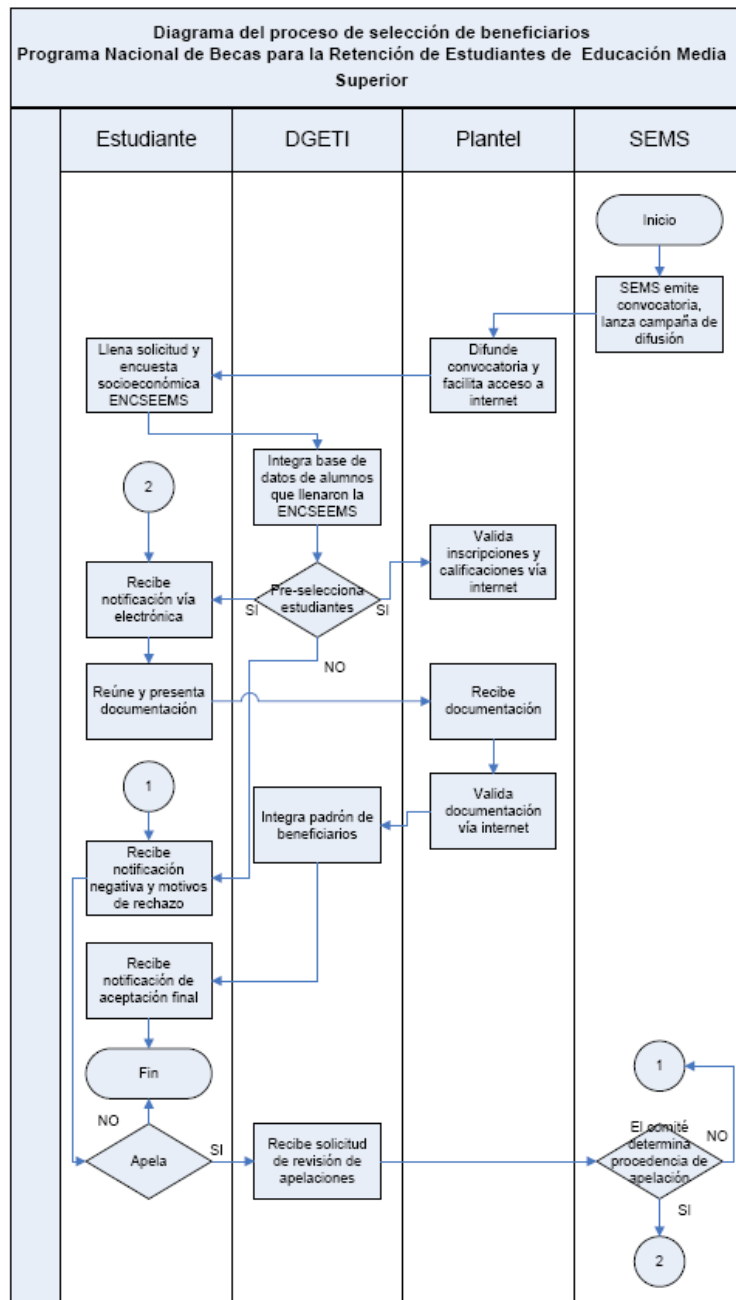 Diagrama del proceso de selección de beneficiarios
Programa Nacional de Becas para la Retención de Estudiantes de Educación Media
Superior
Estudiante
DGETI
Plantel
SEMS
Inicio
SEMS emite
convocatoria,
lanza campaña de
difusión
Difunde
convocatoria y
facilita acceso a
internet
Llena solicitud y
encuesta
socioeconómica
ENCSEEMS
Integra base de
datos de alumnos
que llenaron la
ENCSEEMS
2
Valida
inscripciones y
calificaciones vía
internet
Pre-selecciona
estudiantes
SI
SI
NO
Recibe
notificación vía
electrónica
Reúne y presenta
documentación
Recibe
documentación
1
Valida
documentación
vía internet
Integra padrón de
beneficiarios
Recibe
notificación
negativa y motivos
de rechazo
Recibe
notificación de
aceptación final
Fin
NO
Apela
SI
Recibe solicitud
de revisión de
apelaciones
1
El comité
determina
procedencia de
apelación
NO
SI
2